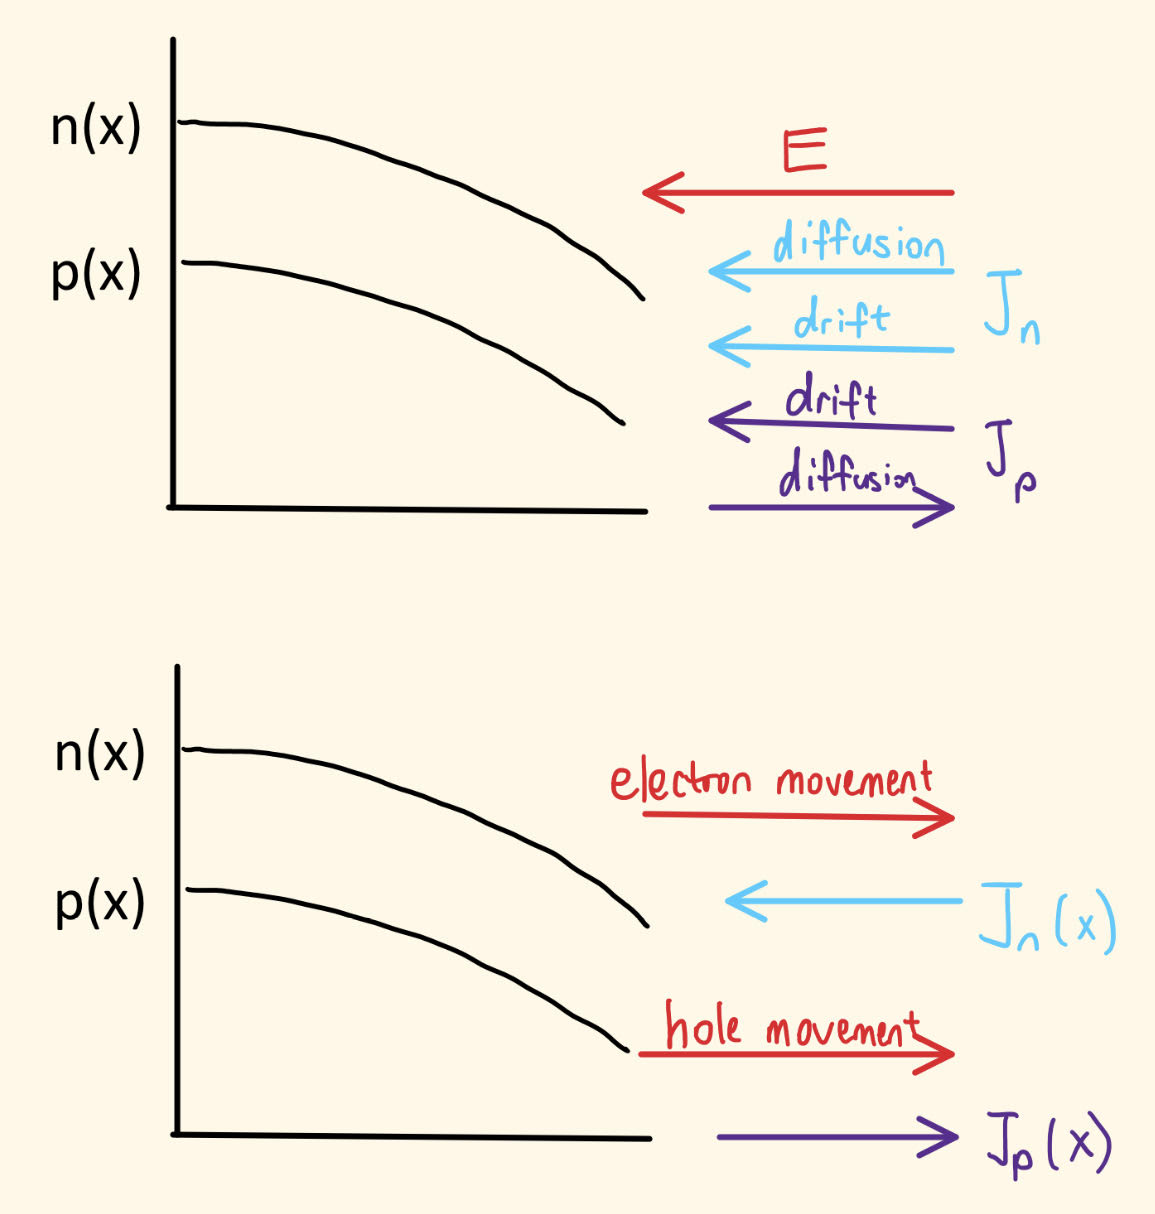 n(x)
E
diffusion
p(x)
J_n
drift
drift
J_p
diffusion
n(x)
electron movement
p(x)
J_n(x)
hole movement
J_p(x)